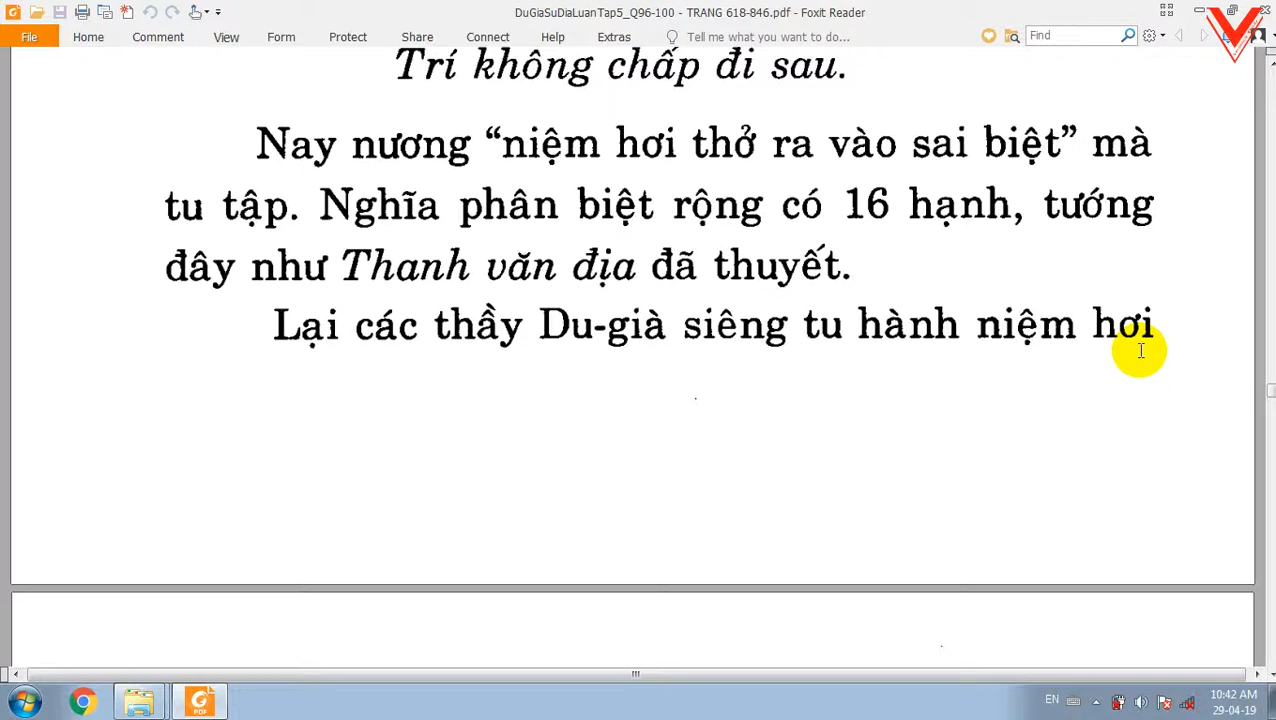 DuGiaSuDiaLuanTap5_Q96-100 - TRANG 618-846.pdf - Foxit Reader
File Home Comment View Form Protect Share Connect Help Extras Tell me what you want to do... Find
Trí không chấp đi sau.
Nay nương “niệm hơi thở ra vào sai biệt” mà
tu tập. Nghĩa phân biệt rộng có 16 hạnh, tướng
đây như Thanh văn địa đã thuyết.
Lại các thầy Du-già siêng tu hành niệm hơi
PDF
EN
10:42 AM
29-04-19